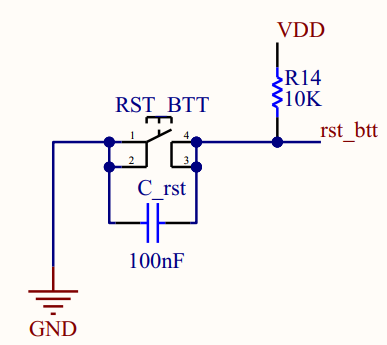 VDD
R14
10K
RST_BTT
rst_btt
1
4
2
3
C_rst
100nF
GND